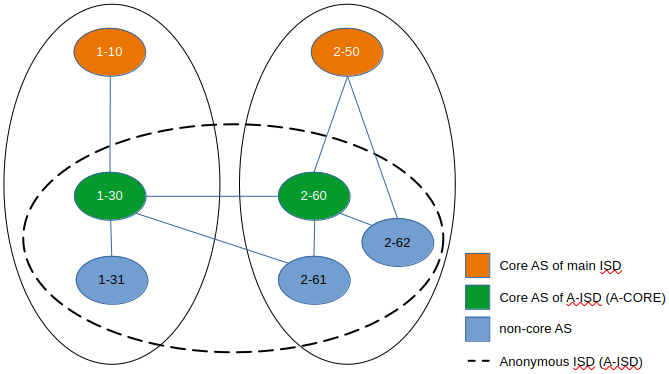 1-10
2-50
1-30
2-60
2-62
1-31
2-61
Core AS of main ISD
Core AS of A-ISD (A-CORE)
non-core AS
Anonymous ISD (A-ISD)